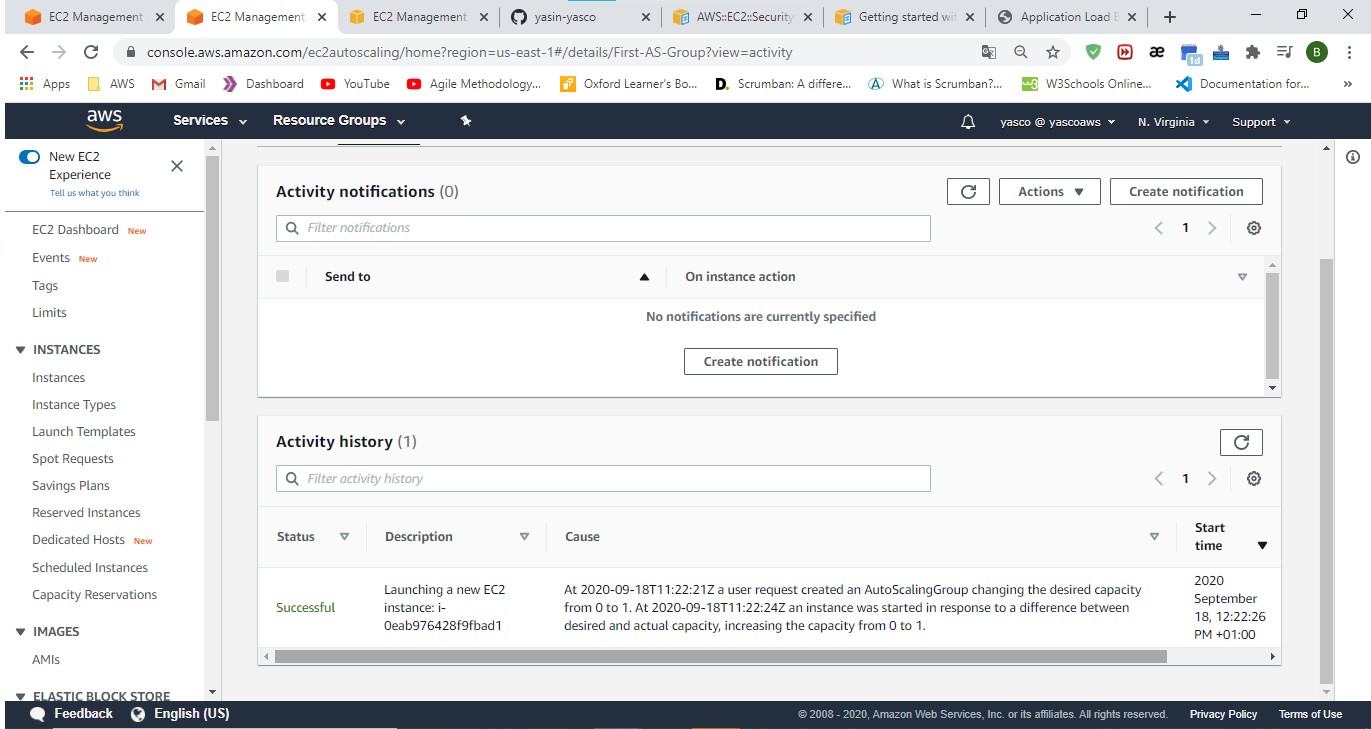 EC2 Management
EC2 Management
EC2 Management
yasin-yasco
AWS::EC2::Security
Getting started wit
Application Load B
console.aws.amazon.com/ec2autoscaling/home?region=us-east-1#/details/First-AS-Group?view=activity
1d
B
Apps
AWS
Gmail
Dashboard
YouTube
Agile Methodology...
Oxford Learner's Bo...
Scrumban: A differe...
What is Scrumban?...
W3Schools Online...
Documentation for...
»
aws
Services
Resource Groups
yasco @ yascoaws
N. Virginia
Support
New EC2
Experience
Tell us what you think
EC2 Dashboard New
Events New
Tags
Limits
INSTANCES
Instances
Instance Types
Launch Templates
Spot Requests
Savings Plans
Reserved Instances
Dedicated Hosts New
Scheduled Instances
Capacity Reservations
IMAGES
AMIs
ELASTIC BLOCK STORE
Activity notifications (0)
Actions
Create notification
Filter notifications
1
Send to
On instance action
No notifications are currently specified
Create notification
Activity history (1)
Filter activity history
1
Status
Description
Cause
Start
time
Successful
Launching a new EC2
instance: i-
0eab976428f9fbad1
At 2020-09-18T11:22:21Z a user request created an AutoScalingGroup changing the desired capacity
from 0 to 1. At 2020-09-18T11:22:24Z an instance was started in response to a difference between
desired and actual capacity, increasing the capacity from 0 to 1.
2020
September
18, 12:22:26
PM +01:00
Feedback
English (US)
© 2008 - 2020, Amazon Web Services, Inc. or its affiliates. All rights reserved.
Privacy Policy
Terms of Use